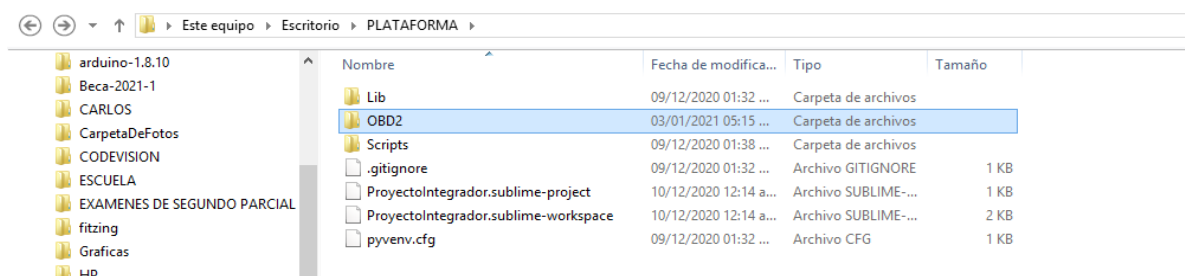 Este equipo Escritorio PLATAFORMA
arduino-1.8.10
Beca-2021-1
CARLOS
CarpetaDeFotos
CODEVISION
ESCUELA
EXAMENES DE SEGUNDO PARCIAL
fitzing
Graficas
HP
Nombre Fecha de modifica... Tipo Tamaño
Lib 09/12/2020 01:32 ... Carpeta de archivos
OBD2 03/01/2021 05:15 ... Carpeta de archivos
Scripts 09/12/2020 01:38 ... Carpeta de archivos
.gitignore 09/12/2020 01:32 ... Archivo GITIGNORE 1 KB
ProyectoIntegrador.sublime-project 10/12/2020 12:14 a... Archivo SUBLIME-... 1 KB
ProyectoIntegrador.sublime-workspace 10/12/2020 12:14 a... Archivo SUBLIME-... 2 KB
pyvenv.cfg 09/12/2020 01:32 ... Archivo CFG 1 KB